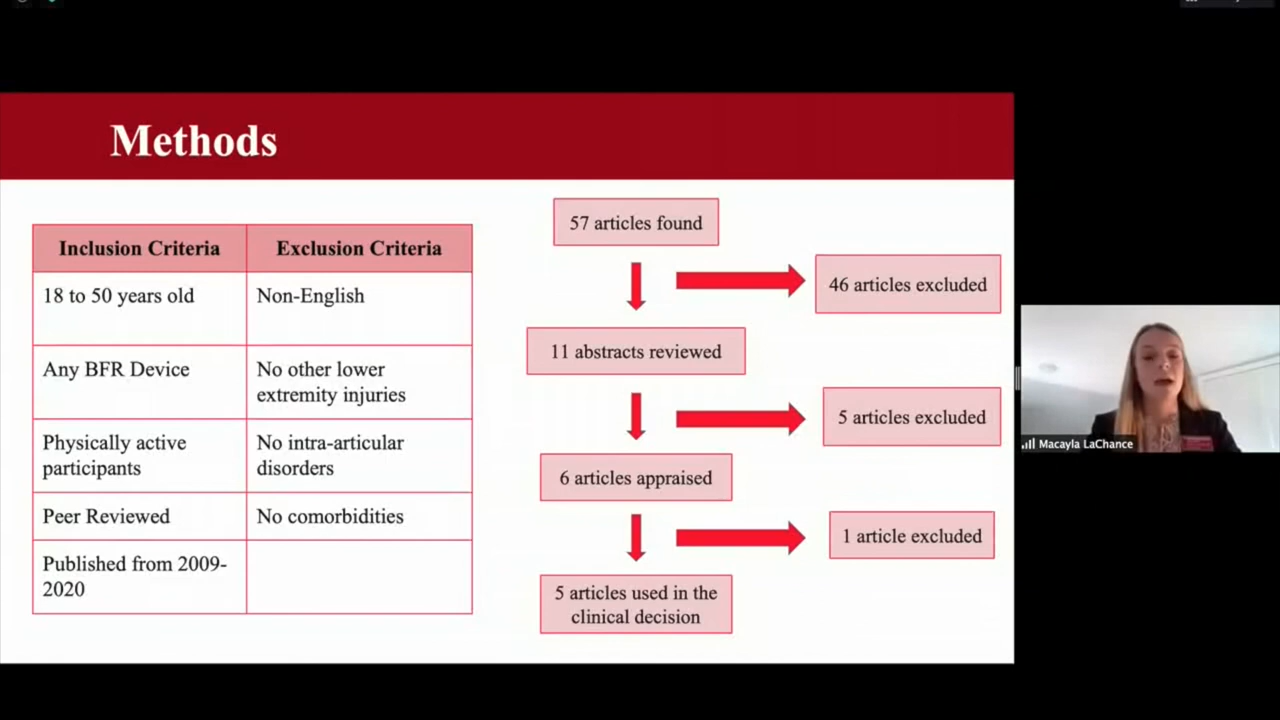 Methods
Inclusion Criteria
Exclusion Criteria
18 to 50 years old
Non-English
Any BFR Device
No other lower
extremity injuries
Physically active
participants
No intra-articular
disorders
Peer Reviewed
No comorbidities
Published from 2009-
2020
57 articles found
46 articles excluded
11 abstracts reviewed
5 articles excluded
6 articles appraised
1 article excluded
5 articles used in the
clinical decision
Macayla LaChance